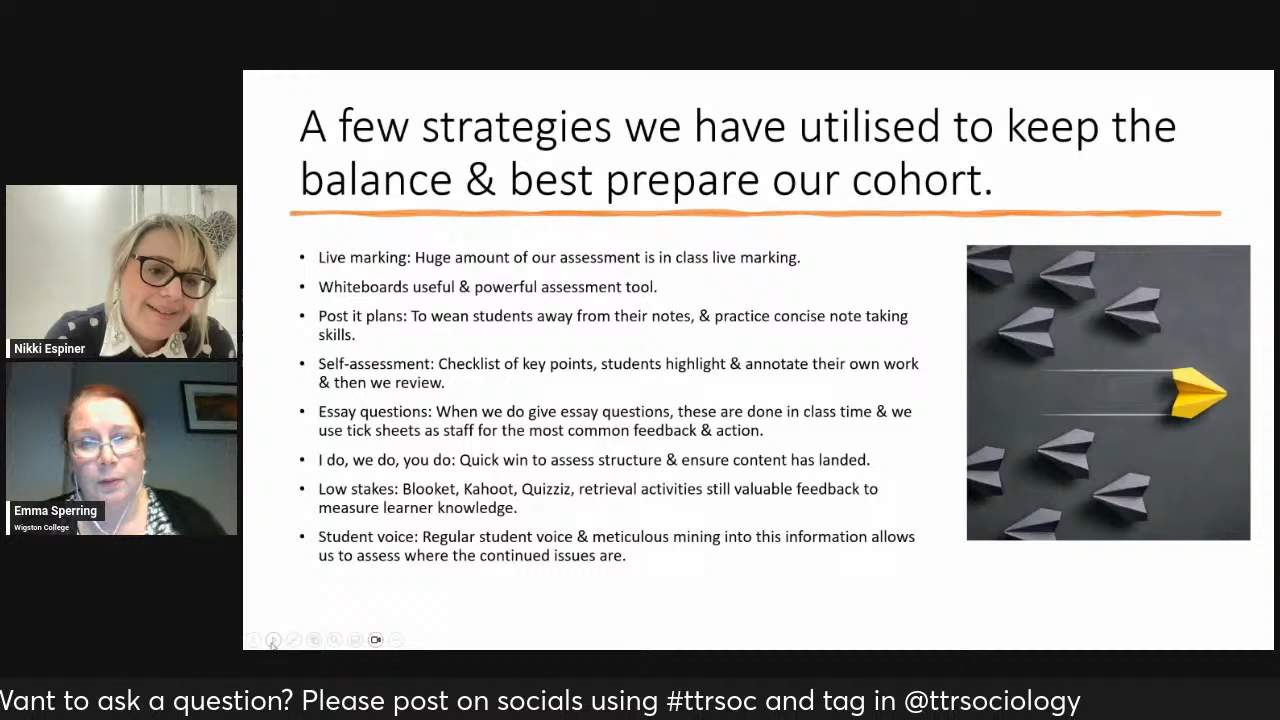 A few strategies we have utilised to keep the
balance & best prepare our cohort.
• Live marking: Huge amount of our assessment is in class live marking.
• Whiteboards useful & powerful assessment tool.
• Post it plans: To wean students away from their notes, & practice concise note taking
skills.
• Self-assessment: Checklist of key points, students highlight & annotate their own work
& then we review.
• Essay questions: When we do give essay questions, these are done in class time & we
use tick sheets as staff for the most common feedback & action.
• I do, we do, you do: Quick win to assess structure & ensure content has landed.
• Low stakes: Blooket, Kahoot, Quizziz, retrieval activities still valuable feedback to
measure learner knowledge.
• Student voice: Regular student voice & meticulous mining into this information allows
us to assess where the continued issues are.
Nikki Espiner
Emma Sperring
Wigston College
Want to ask a question? Please post on socials using #ttrsoc and tag in @ttrsociology